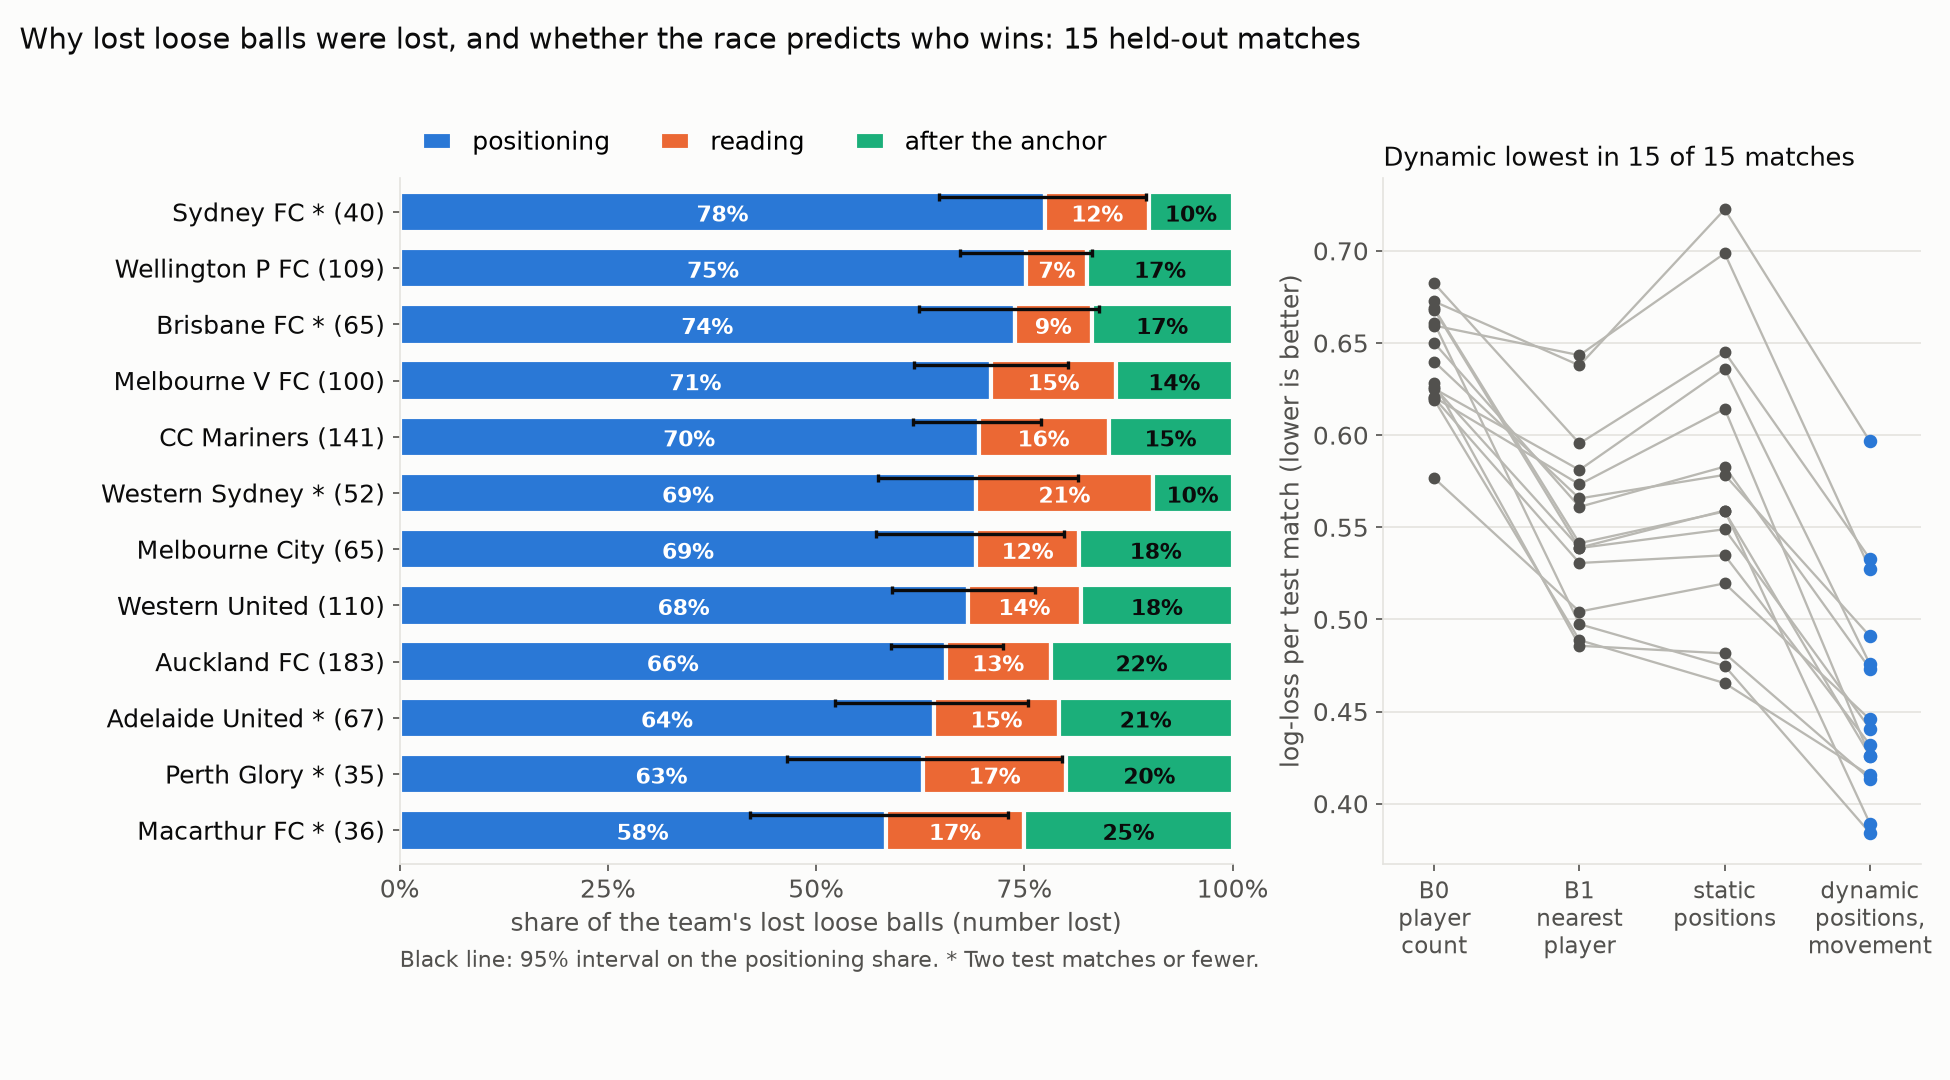 Why lost loose balls were lost, and whether the race predicts who wins: 15 held-out matches
positioning reading after the anchor
Sydney FC * (40) 78% 12% 10%
Wellington P FC (109) 75% 7% 17%
Brisbane FC * (65) 74% 9% 17%
Melbourne V FC (100) 71% 15% 14%
CC Mariners (141) 70% 16% 15%
Western Sydney * (52) 69% 21% 10%
Melbourne City (65) 69% 12% 18%
Western United (110) 68% 14% 18%
Auckland FC (183) 66% 13% 22%
Adelaide United * (67) 64% 15% 21%
Perth Glory * (35) 63% 17% 20%
Macarthur FC * (36) 58% 17% 25%
0% 25% 50% 75% 100%
share of the team's lost loose balls (number lost)
Black line: 95% interval on the positioning share. * Two test matches or fewer.
Dynamic lowest in 15 of 15 matches
log-loss per test match (lower is better)
0.70
0.65
0.60
0.55
0.50
0.45
0.40
B0
player
count
B1
nearest
player
static
positions
dynamic
positions,
movement